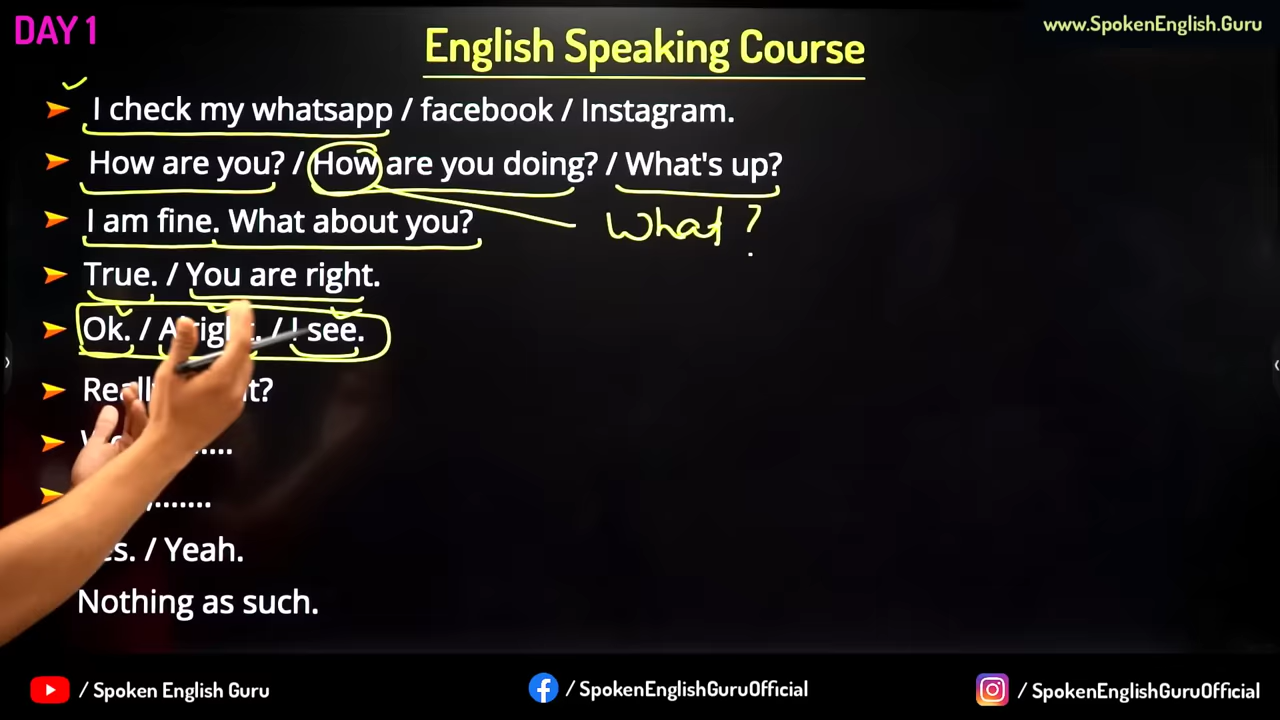 DAY 1
www.SpokenEnglish.Guru
English Speaking Course
I check my whatsapp / facebook / Instagram.
How are you? / How are you doing? / What's up?
What ?
I am fine. What about you?
True. / You are right.
Ok. / Alright. / I see.
.......
/ Yeah.
Nothing as such.
/ Spoken English Guru
/ SpokenEnglishGuruOfficial
/ SpokenEnglishGuruOfficial